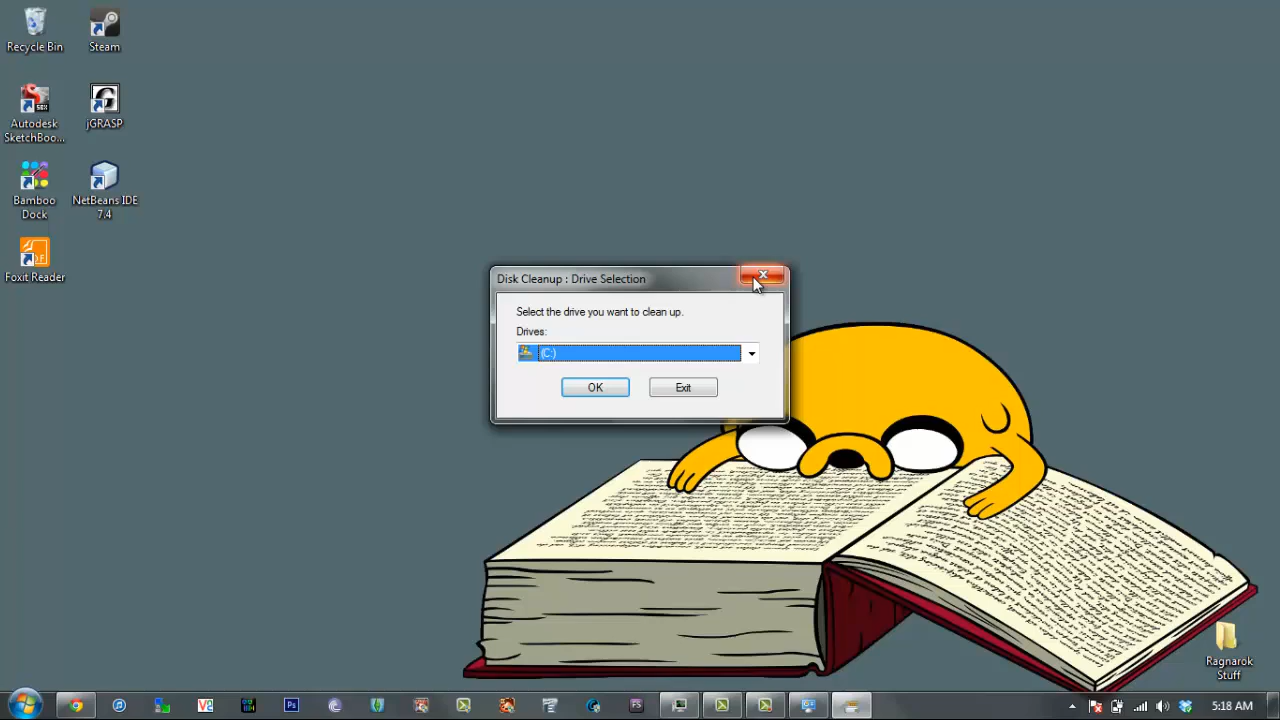 Recycle Bin
Steam
Autodesk
SketchBoo...
jGRASP
Bamboo
Dock
NetBeans IDE
7.4
Foxit Reader
Disk Cleanup : Drive Selection
Select the drive you want to clean up.
Drives:
(C:)
OK
Exit
Ragnarok
Stuff
5:18 AM